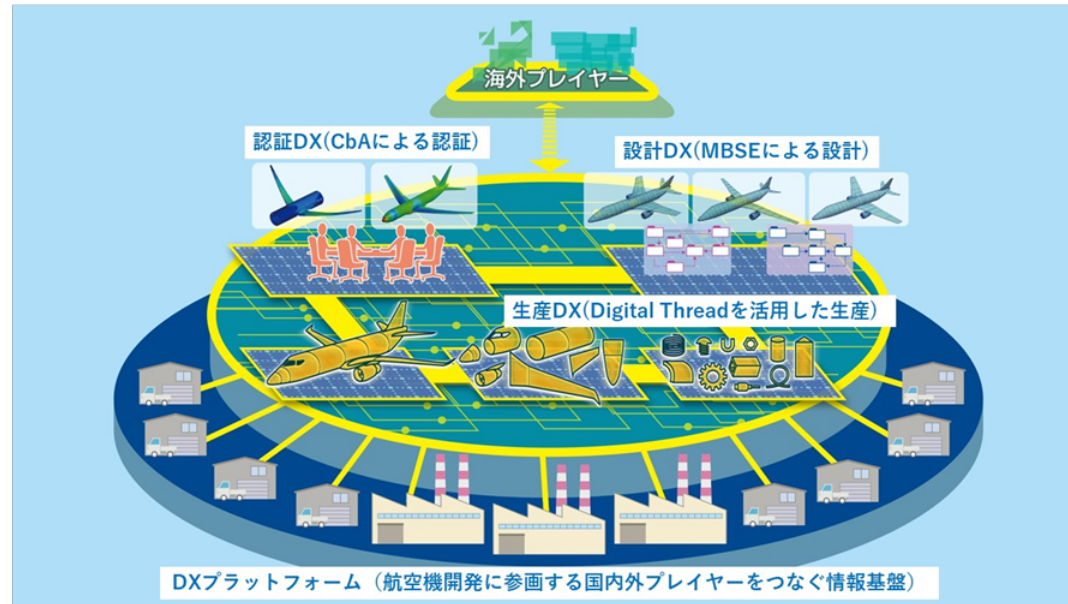 海外プレイヤー
認証DX(CbAによる認証)
設計DX(MBSEによる設計)
生産DX(Digital Threadを活用した生産)
DXプラットフォーム（航空機開発に参画する国内外プレイヤーをつなぐ情報基盤）